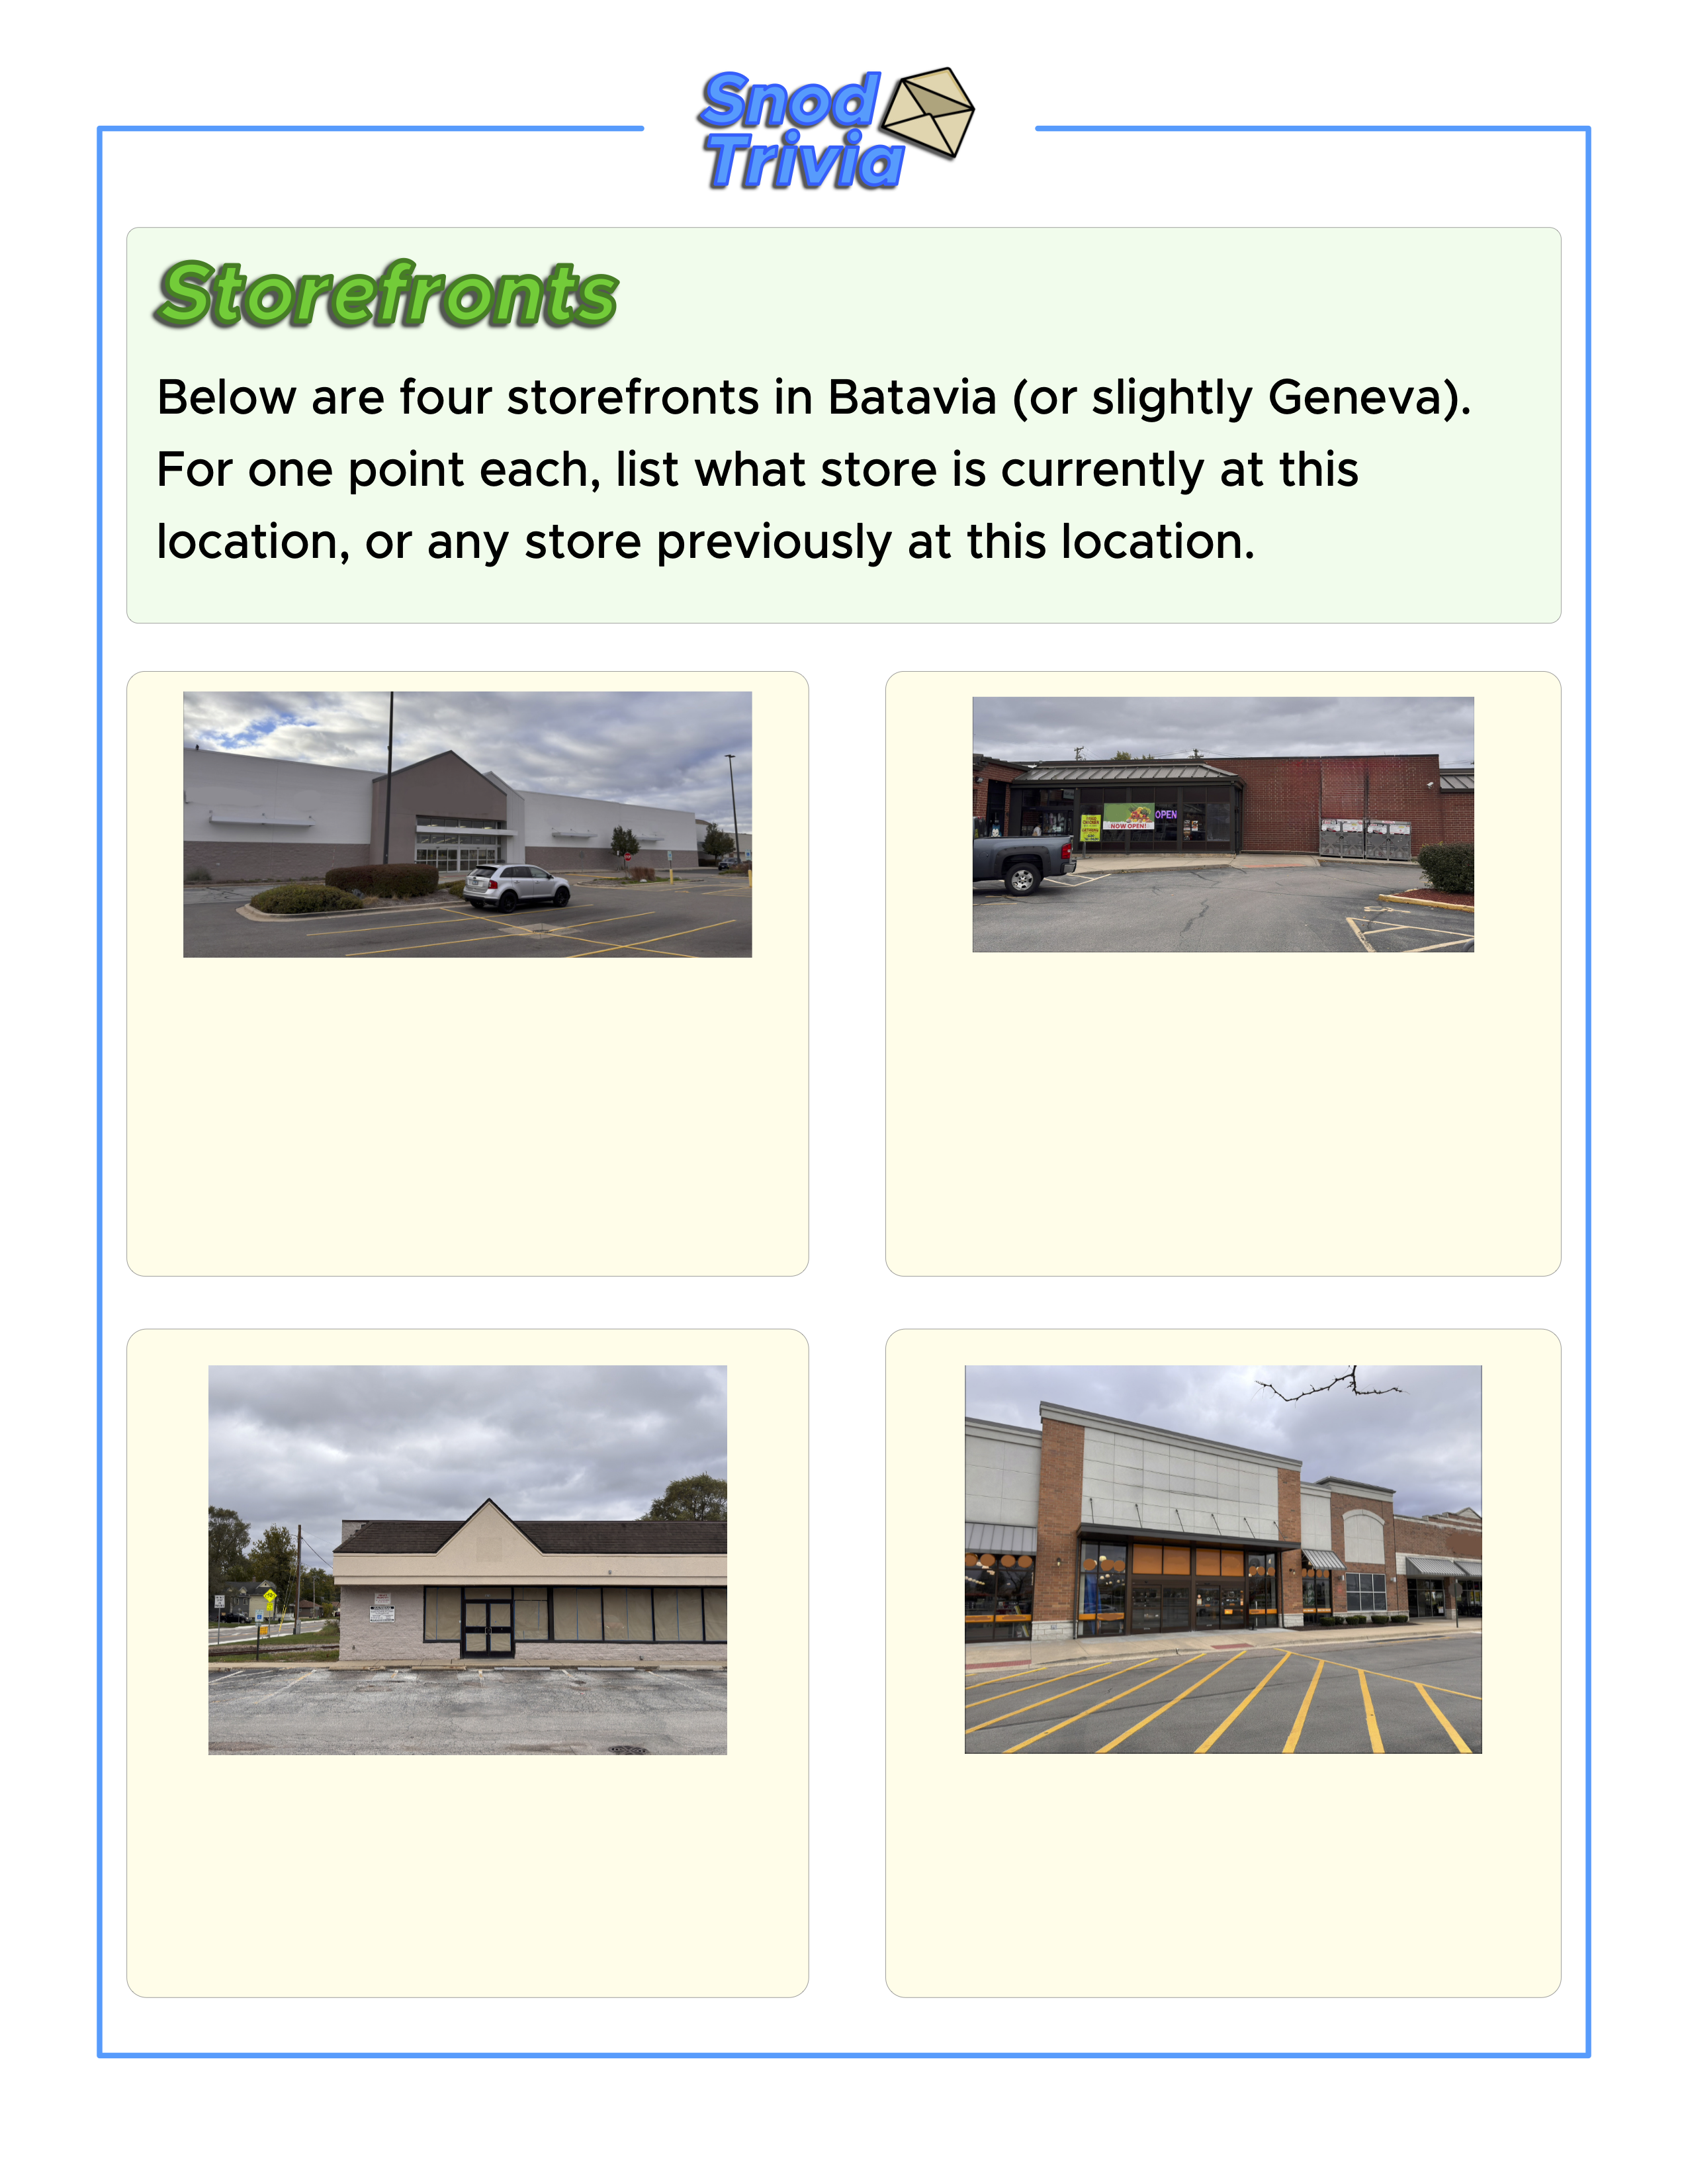 Snod
Trivia
Storefronts
Below are four storefronts in Batavia (or slightly Geneva).
For one point each, list what store is currently at this
location, or any store previously at this location.
NOW OPEN!
OPEN